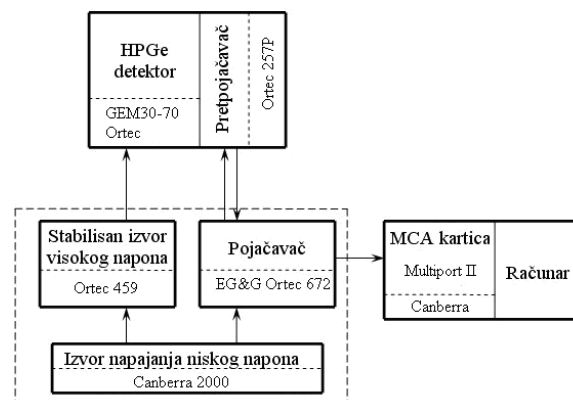 HPGe
detektor
GEM30-70
Ortec
Pretpojačavač
Ortec 257P
Stabilisan izvor
visokog napona
Ortec 459
Pojačavač
EG&G Ortec 672
MCA kartica
Multiport II
Canberra
Računar
Izvor napajanja niskog napona
Canberra 2000